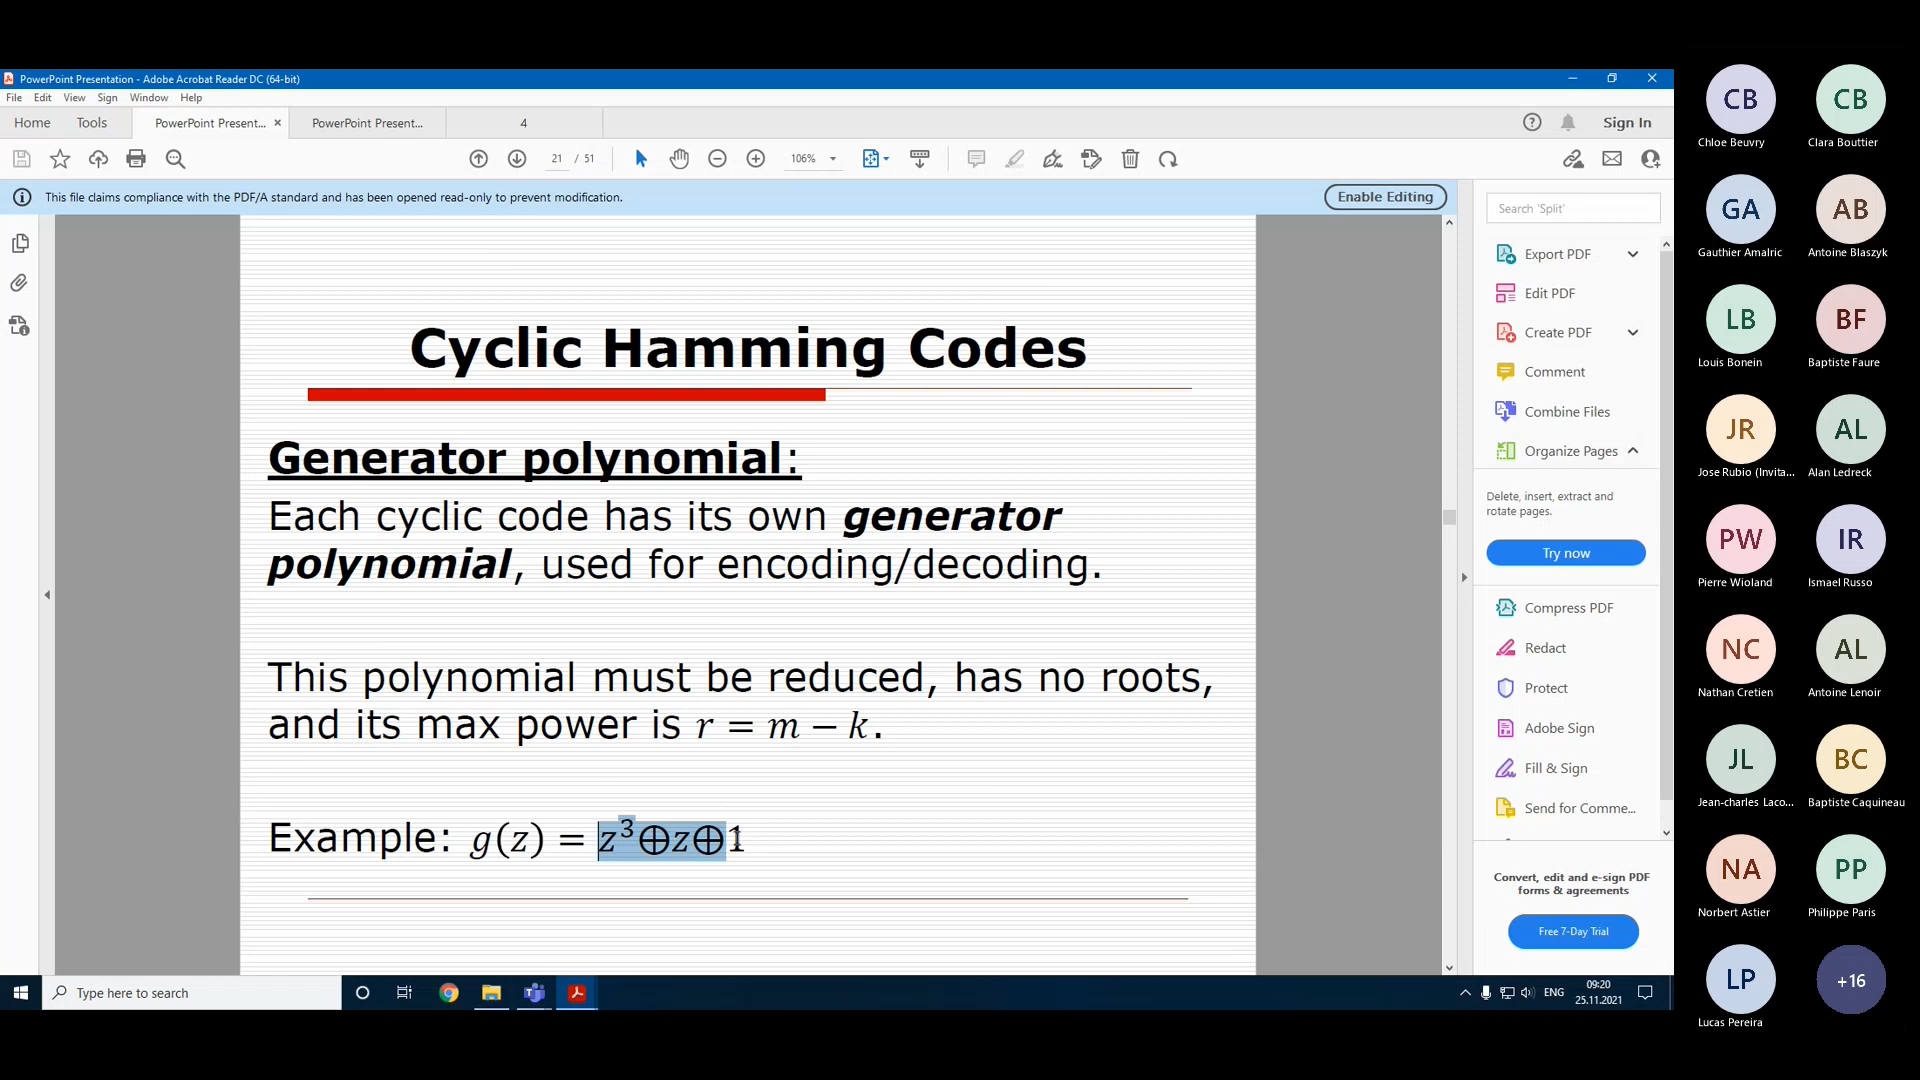 PowerPoint Presentation - Adobe Acrobat Reader DC (64-bit)
File Edit View Sign Window Help
Home Tools PowerPoint Present... × PowerPoint Present... 4 Sign In
21 / 51 106%
This file claims compliance with the PDF/A standard and has been opened read-only to prevent modification. Enable Editing
Cyclic Hamming Codes
Generator polynomial:
Each cyclic code has its own generator
polynomial, used for encoding/decoding.
This polynomial must be reduced, has no roots,
and its max power is r = m − k.
Example: g(z) = z³⊕z⊕1
Search 'Split'
Export PDF
Edit PDF
Create PDF
Comment
Combine Files
Organize Pages
Delete, insert, extract and
rotate pages.
Try now
Compress PDF
Redact
Protect
Adobe Sign
Fill & Sign
Send for Comme...
Convert, edit and e-sign PDF
forms & agreements
Free 7-Day Trial
CB CB
Chloe Beuvry Clara Bouttier
GA AB
Gauthier Amalric Antoine Blaszyk
LB BF
Louis Bonein Baptiste Faure
JR AL
Jose Rubio (Invita... Alan Ledreck
PW IR
Pierre Wioland Ismael Russo
NC AL
Nathan Cretien Antoine Lenoir
JL BC
Jean-charles Laco... Baptiste Caquineau
NA PP
Norbert Astier Philippe Paris
LP +16
Lucas Pereira
Type here to search
ENG
09:20
25.11.2021